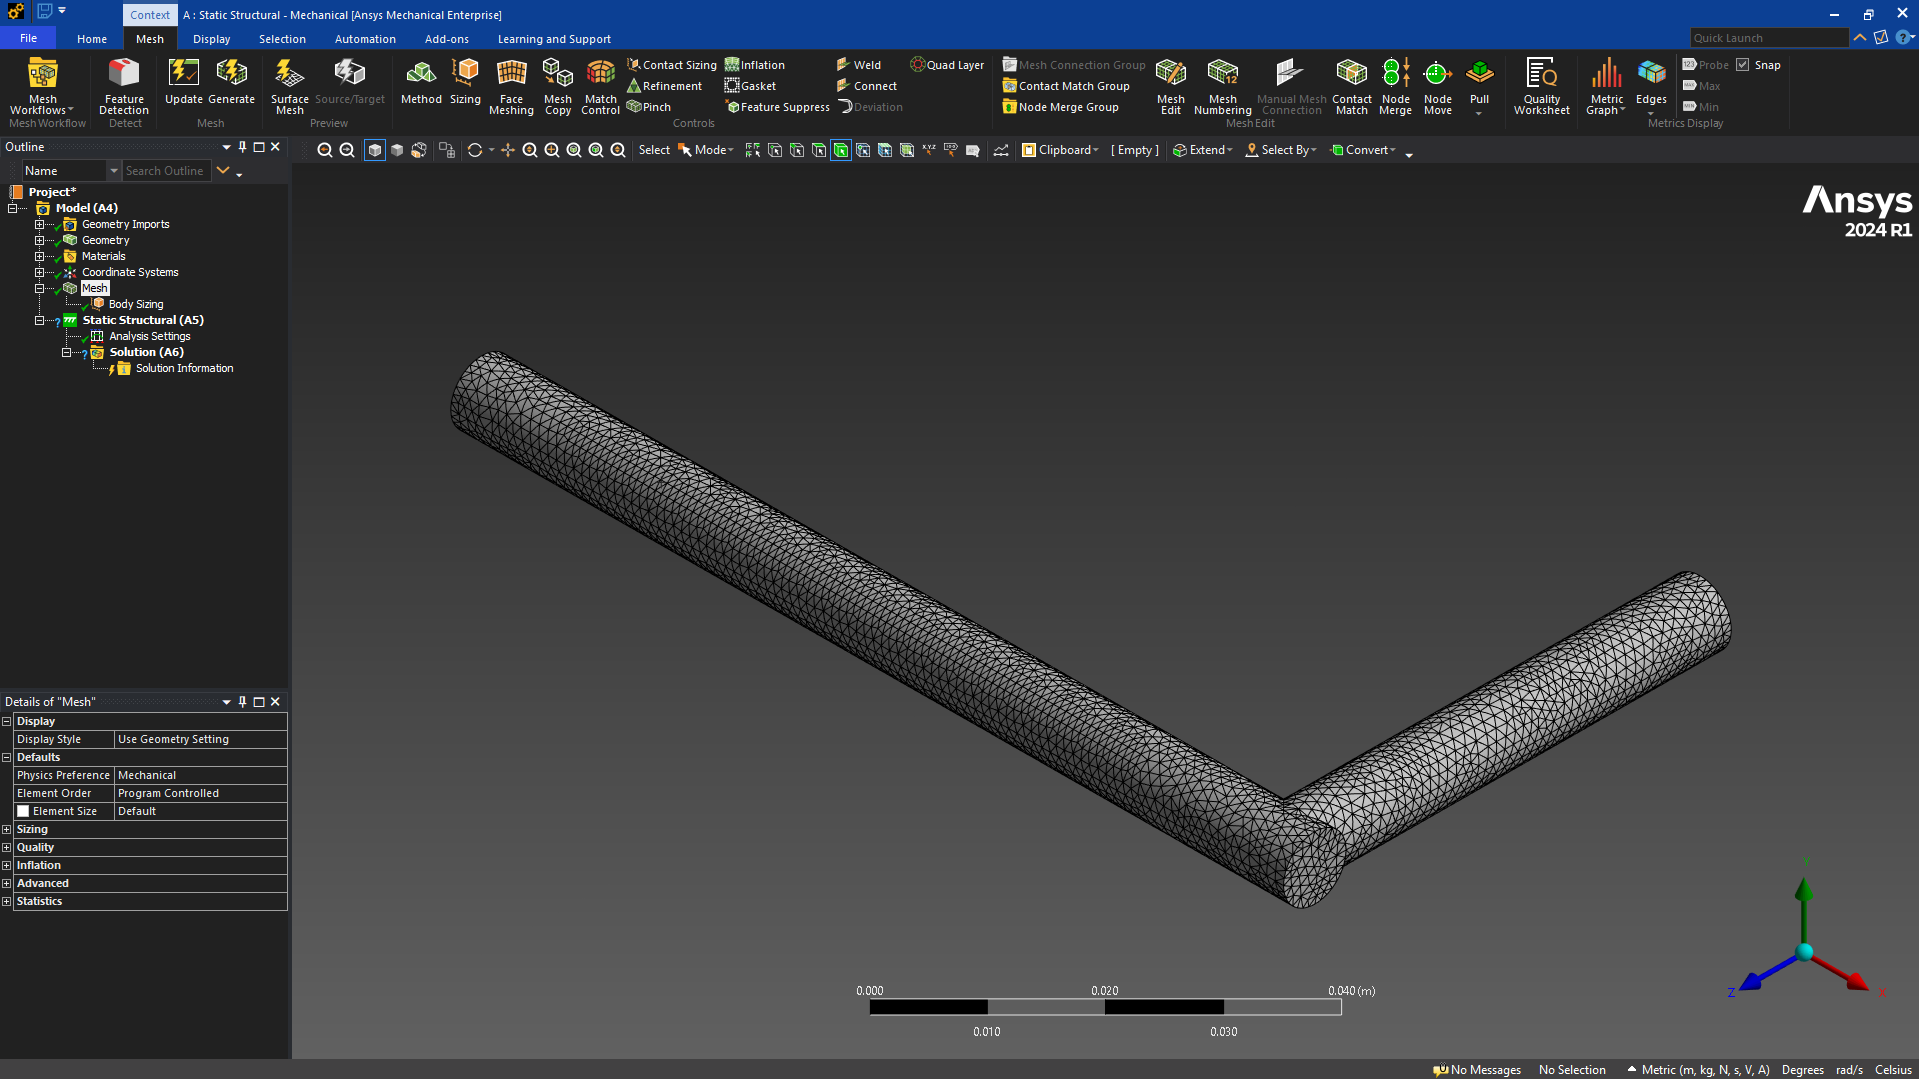 Context A : Static Structural - Mechanical [Ansys Mechanical Enterprise]
File Home Mesh Display Selection Automation Add-ons Learning and Support Quick Launch
Mesh Workflows
Mesh Workflow
Feature Detection
Detect
Update Generate
Mesh
Surface Mesh Source/Target
Preview
Method Sizing Face Meshing Mesh Copy Match Control
Contact Sizing Inflation Weld Quad Layer
Refinement Gasket Connect
Pinch Feature Suppress Deviation
Controls
Mesh Connection Group
Contact Match Group
Node Merge Group
Mesh Edit Mesh Numbering Manual Mesh Connection Contact Match Node Merge Node Move Pull
Mesh Edit
Quality Worksheet
Metric Graph Edges
Probe Snap
Max
Min
Metrics Display
Outline
Name Search Outline
Select Mode Clipboard [ Empty ] Extend Select By Convert
Project*
Model (A4)
Geometry Imports
Geometry
Materials
Coordinate Systems
Mesh
Body Sizing
Static Structural (A5)
Analysis Settings
Solution (A6)
Solution Information
Ansys
2024 R1
Details of "Mesh"
Display
Display Style Use Geometry Setting
Defaults
Physics Preference Mechanical
Element Order Program Controlled
Element Size Default
Sizing
Quality
Inflation
Advanced
Statistics
Y
Z X
0.000 0.020 0.040 (m)
0.010 0.030
No Messages No Selection Metric (m, kg, N, s, V, A) Degrees rad/s Celsius